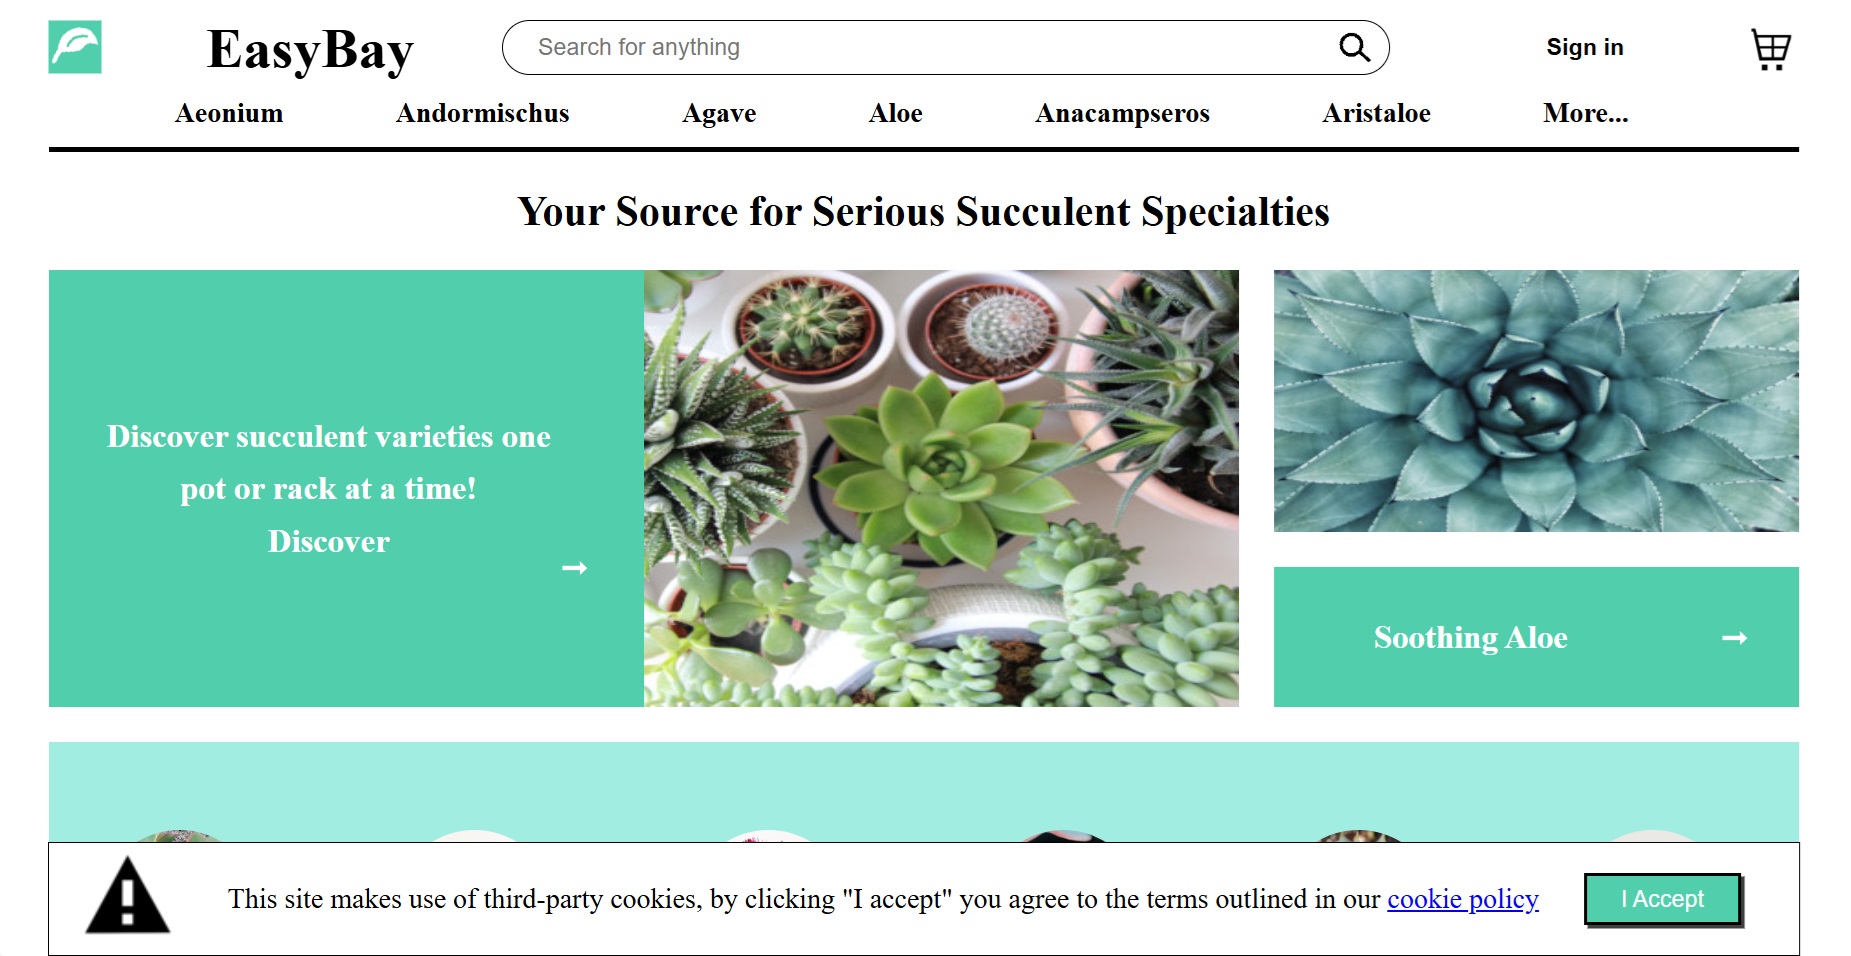 EasyBay
Search for anything
Sign in
Aeonium
Andormischus
Agave
Aloe
Anacampseros
Aristaloe
More...
Your Source for Serious Succulent Specialties
Discover succulent varieties one
pot or rack at a time!
Discover
→
Soothing Aloe
→
This site makes use of third-party cookies, by clicking "I accept" you agree to the terms outlined in our cookie policy
I Accept